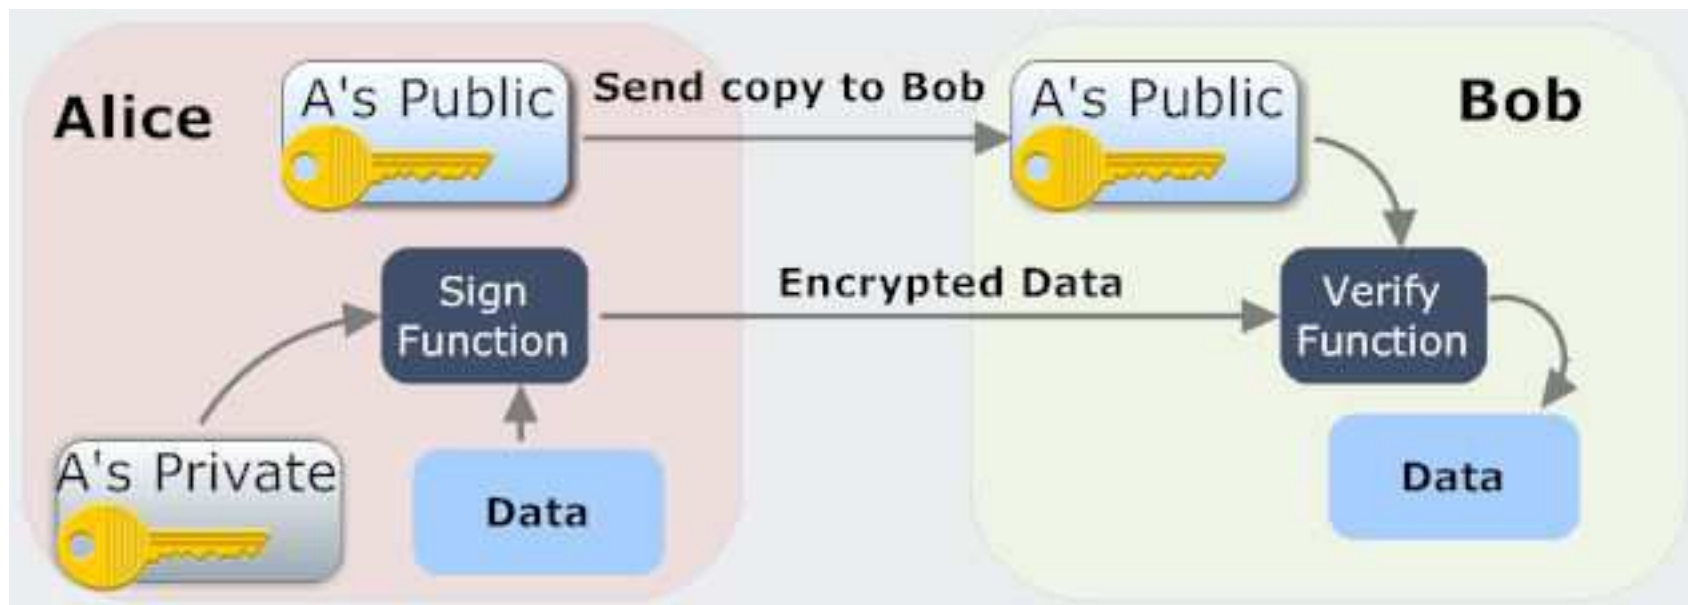 Alice
A's Public
Send copy to Bob
A's Public
Bob
Sign
Function
Encrypted Data
Verify
Function
A's Private
Data
Data